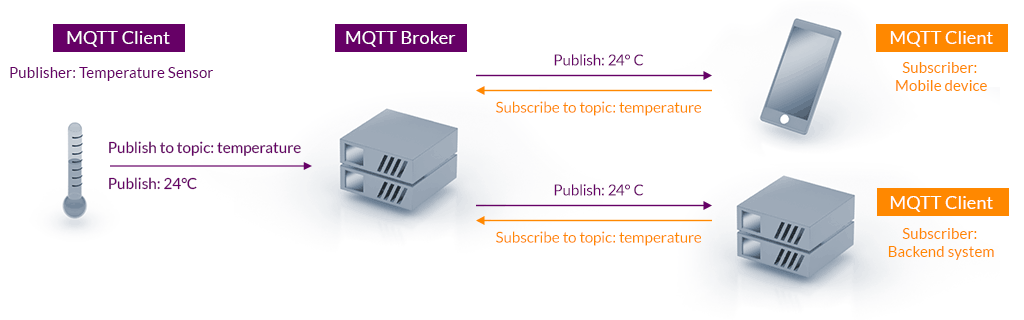 MQTT Client
Publisher: Temperature Sensor
Publish to topic: temperature
Publish: 24°C
MQTT Broker
Publish: 24° C
Subscribe to topic: temperature
MQTT Client
Subscriber:
Mobile device
Publish: 24° C
Subscribe to topic: temperature
MQTT Client
Subscriber:
Backend system